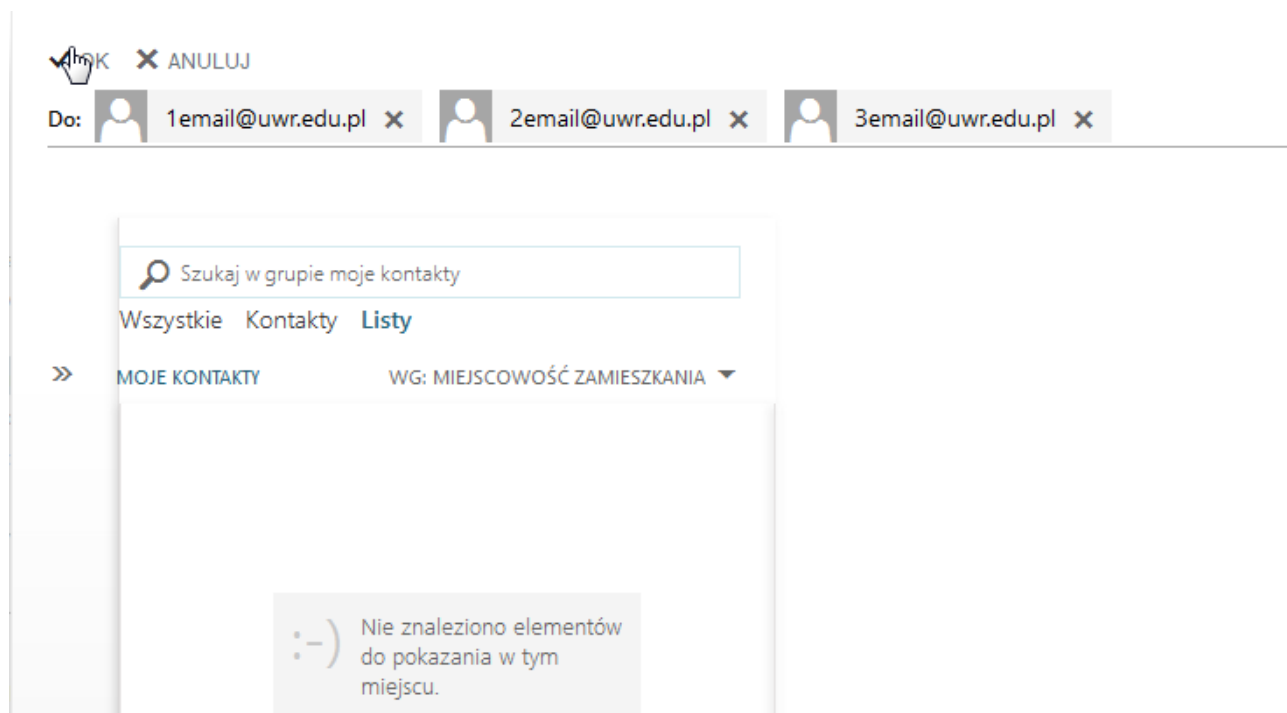 OK ANULUJ
Do: 1email@uwr.edu.pl 2email@uwr.edu.pl 3email@uwr.edu.pl
Szukaj w grupie moje kontakty
Wszystkie Kontakty Listy
» MOJE KONTAKTY WG: MIEJSCOWOŚĆ ZAMIESZKANIA
:-) Nie znaleziono elementów
do pokazania w tym
miejscu.